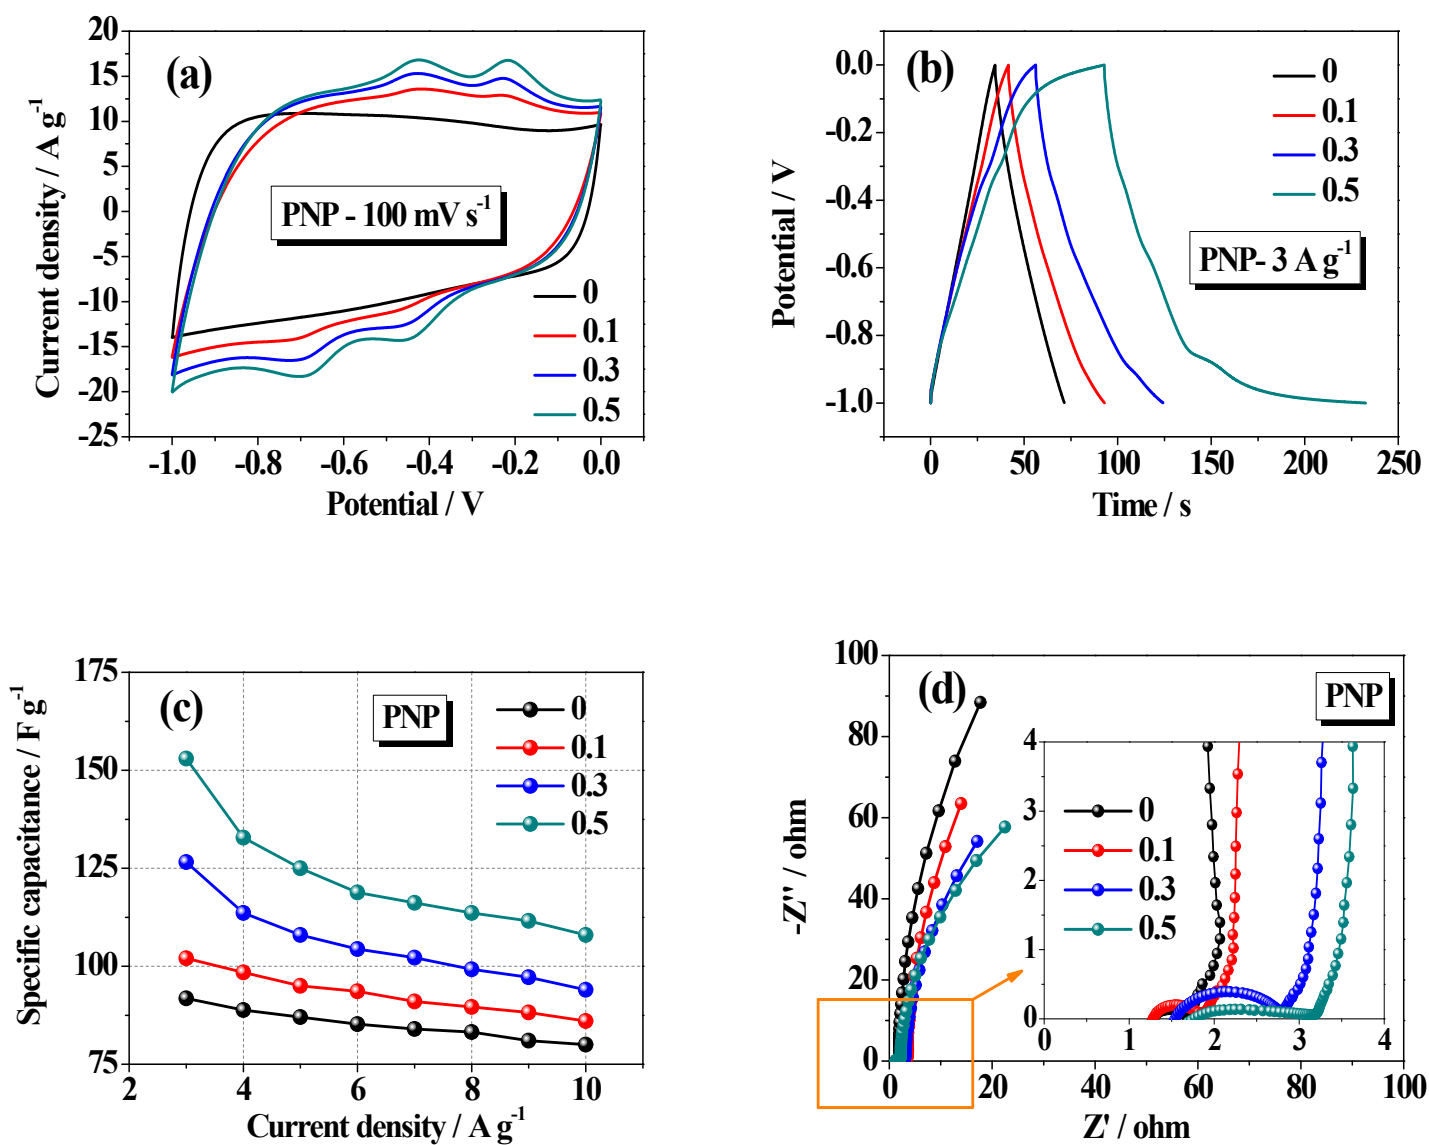 (a)
20
15
10
5
0
-5
-10
-15
-20
-25
Current density / A g-1
PNP - 100 mV s-1
0
0.1
0.3
0.5
-1.0 -0.8 -0.6 -0.4 -0.2 0.0
Potential / V
(b)
0.0
-0.2
-0.4
-0.6
-0.8
-1.0
Potential / V
0
0.1
0.3
0.5
PNP- 3 A g-1
0 50 100 150 200 250
Time / s
(c)
175
150
125
100
75
Specific capacitance / F g-1
PNP
0
0.1
0.3
0.5
2 4 6 8 10
Current density / A g-1
(d)
100
80
60
40
20
0
-Z'' / ohm
PNP
4
3
2
1
0
0
0.1
0.3
0.5
0 1 2 3 4
0 20 40 60 80 100
Z' / ohm